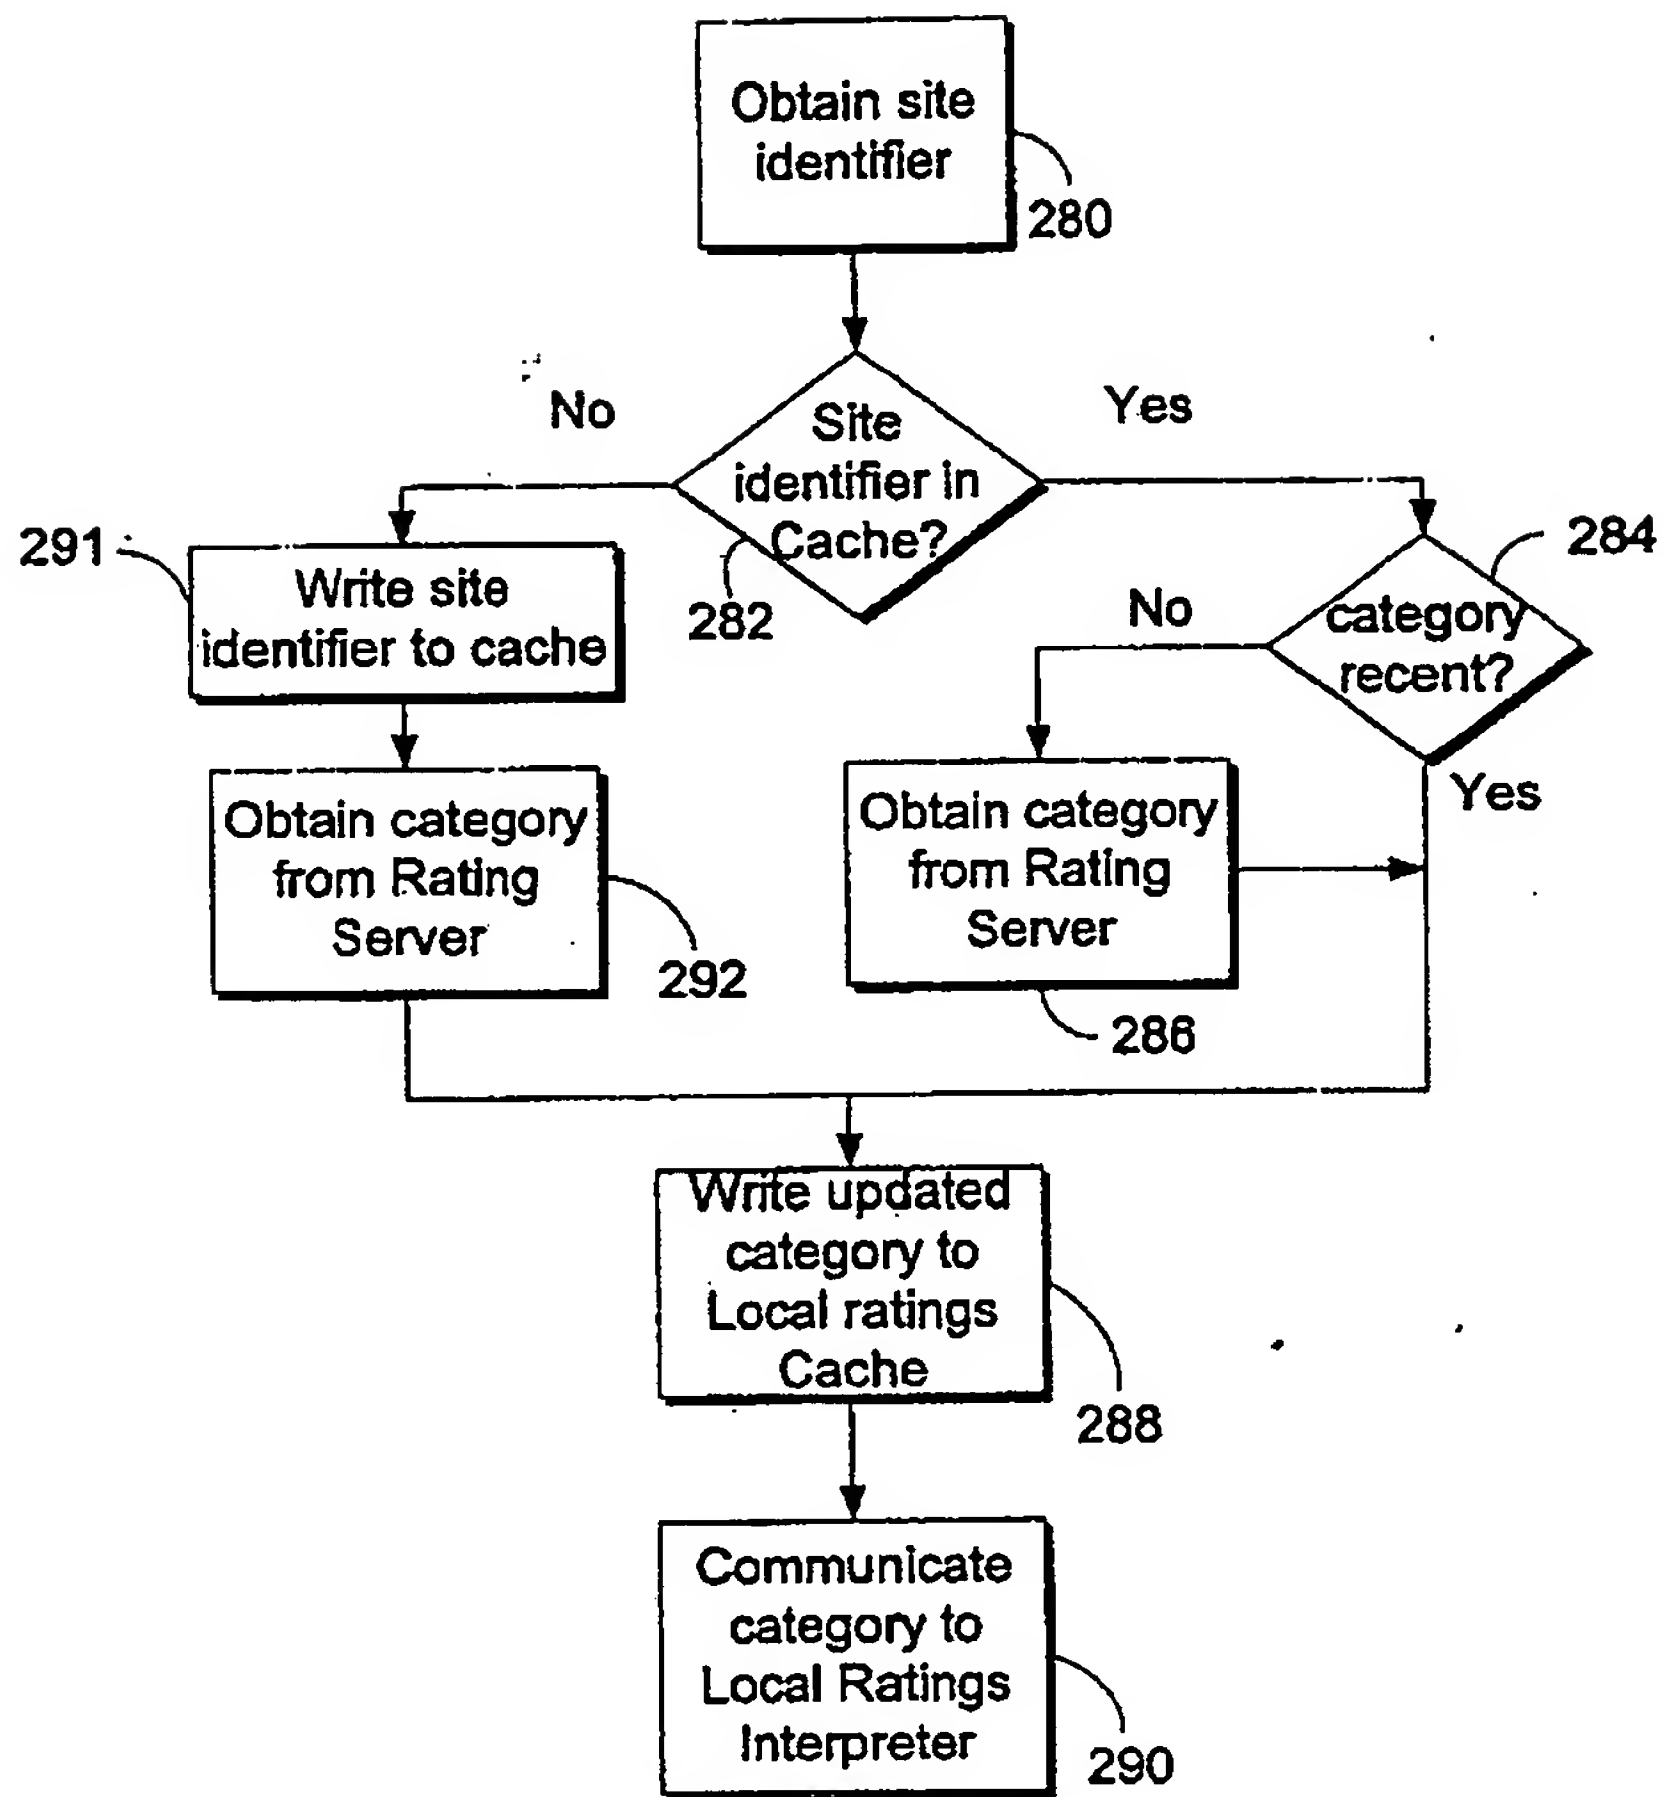 Obtain site
identifier
280
No
Yes
Site
identifier in
Cache?
282
291
Write site
identifier to cache
284
No
category
recent?
Yes
Obtain category
from Rating
Server
292
Obtain category
from Rating
Server
286
Write updated
category to
Local ratings
Cache
288
Communicate
category to
Local Ratings
Interpreter
290